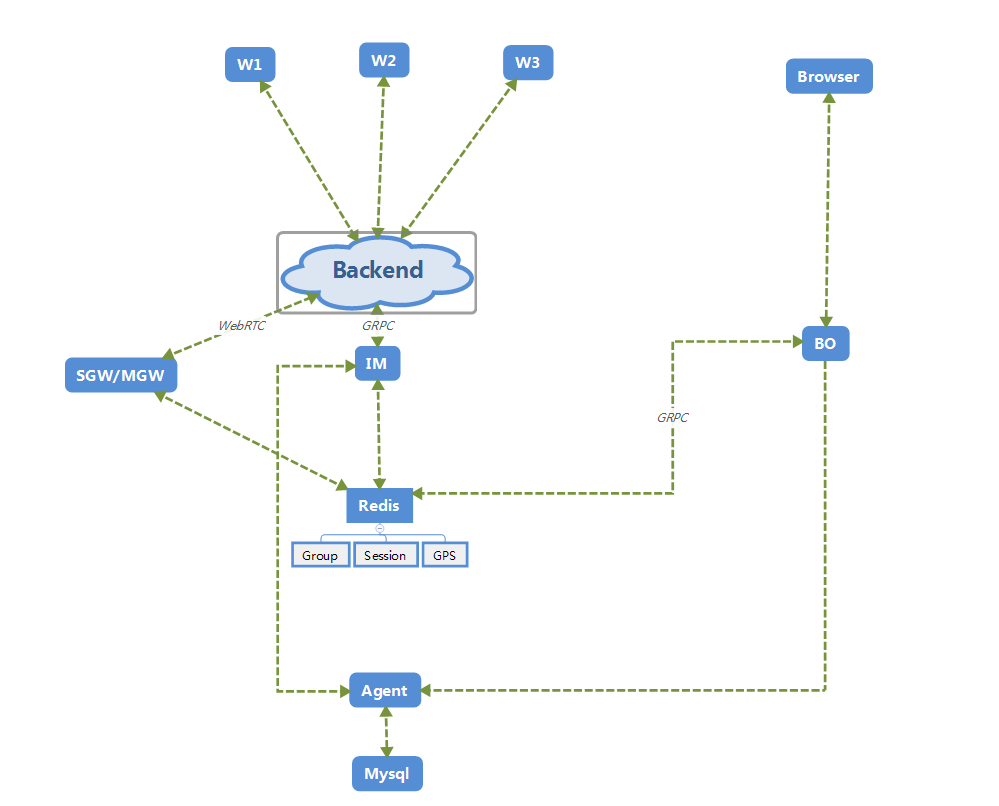 W1
W2
W3
Browser
Backend
WebRTC
GRPC
BO
IM
SGW/MGW
GRPC
Redis
Group
Session
GPS
Agent
Mysql